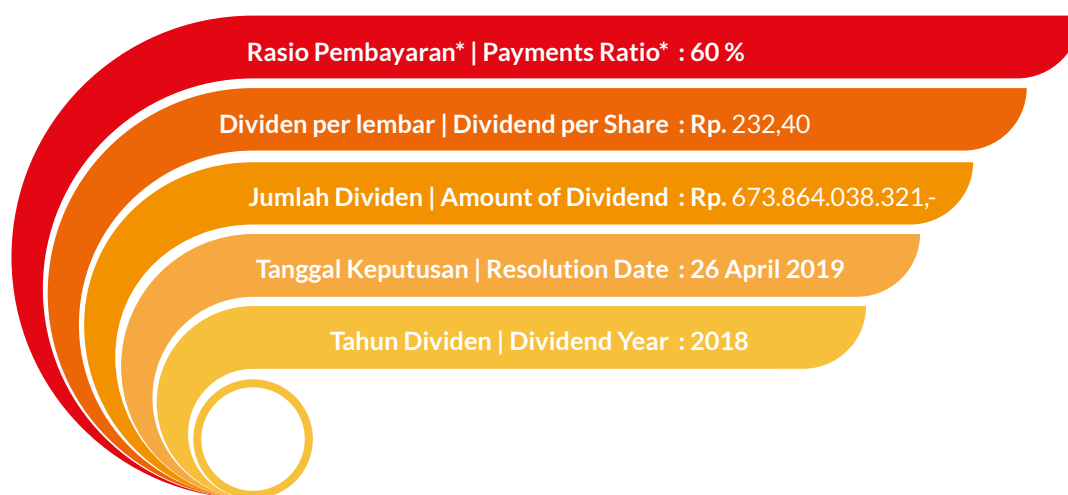 Rasio Pembayaran* | Payments Ratio* : 60 %
Dividen per lembar | Dividend per Share : Rp. 232,40
Jumlah Dividen | Amount of Dividend : Rp. 673.864.038.321,-
Tanggal Keputusan | Resolution Date : 26 April 2019
Tahun Dividen | Dividend Year : 2018